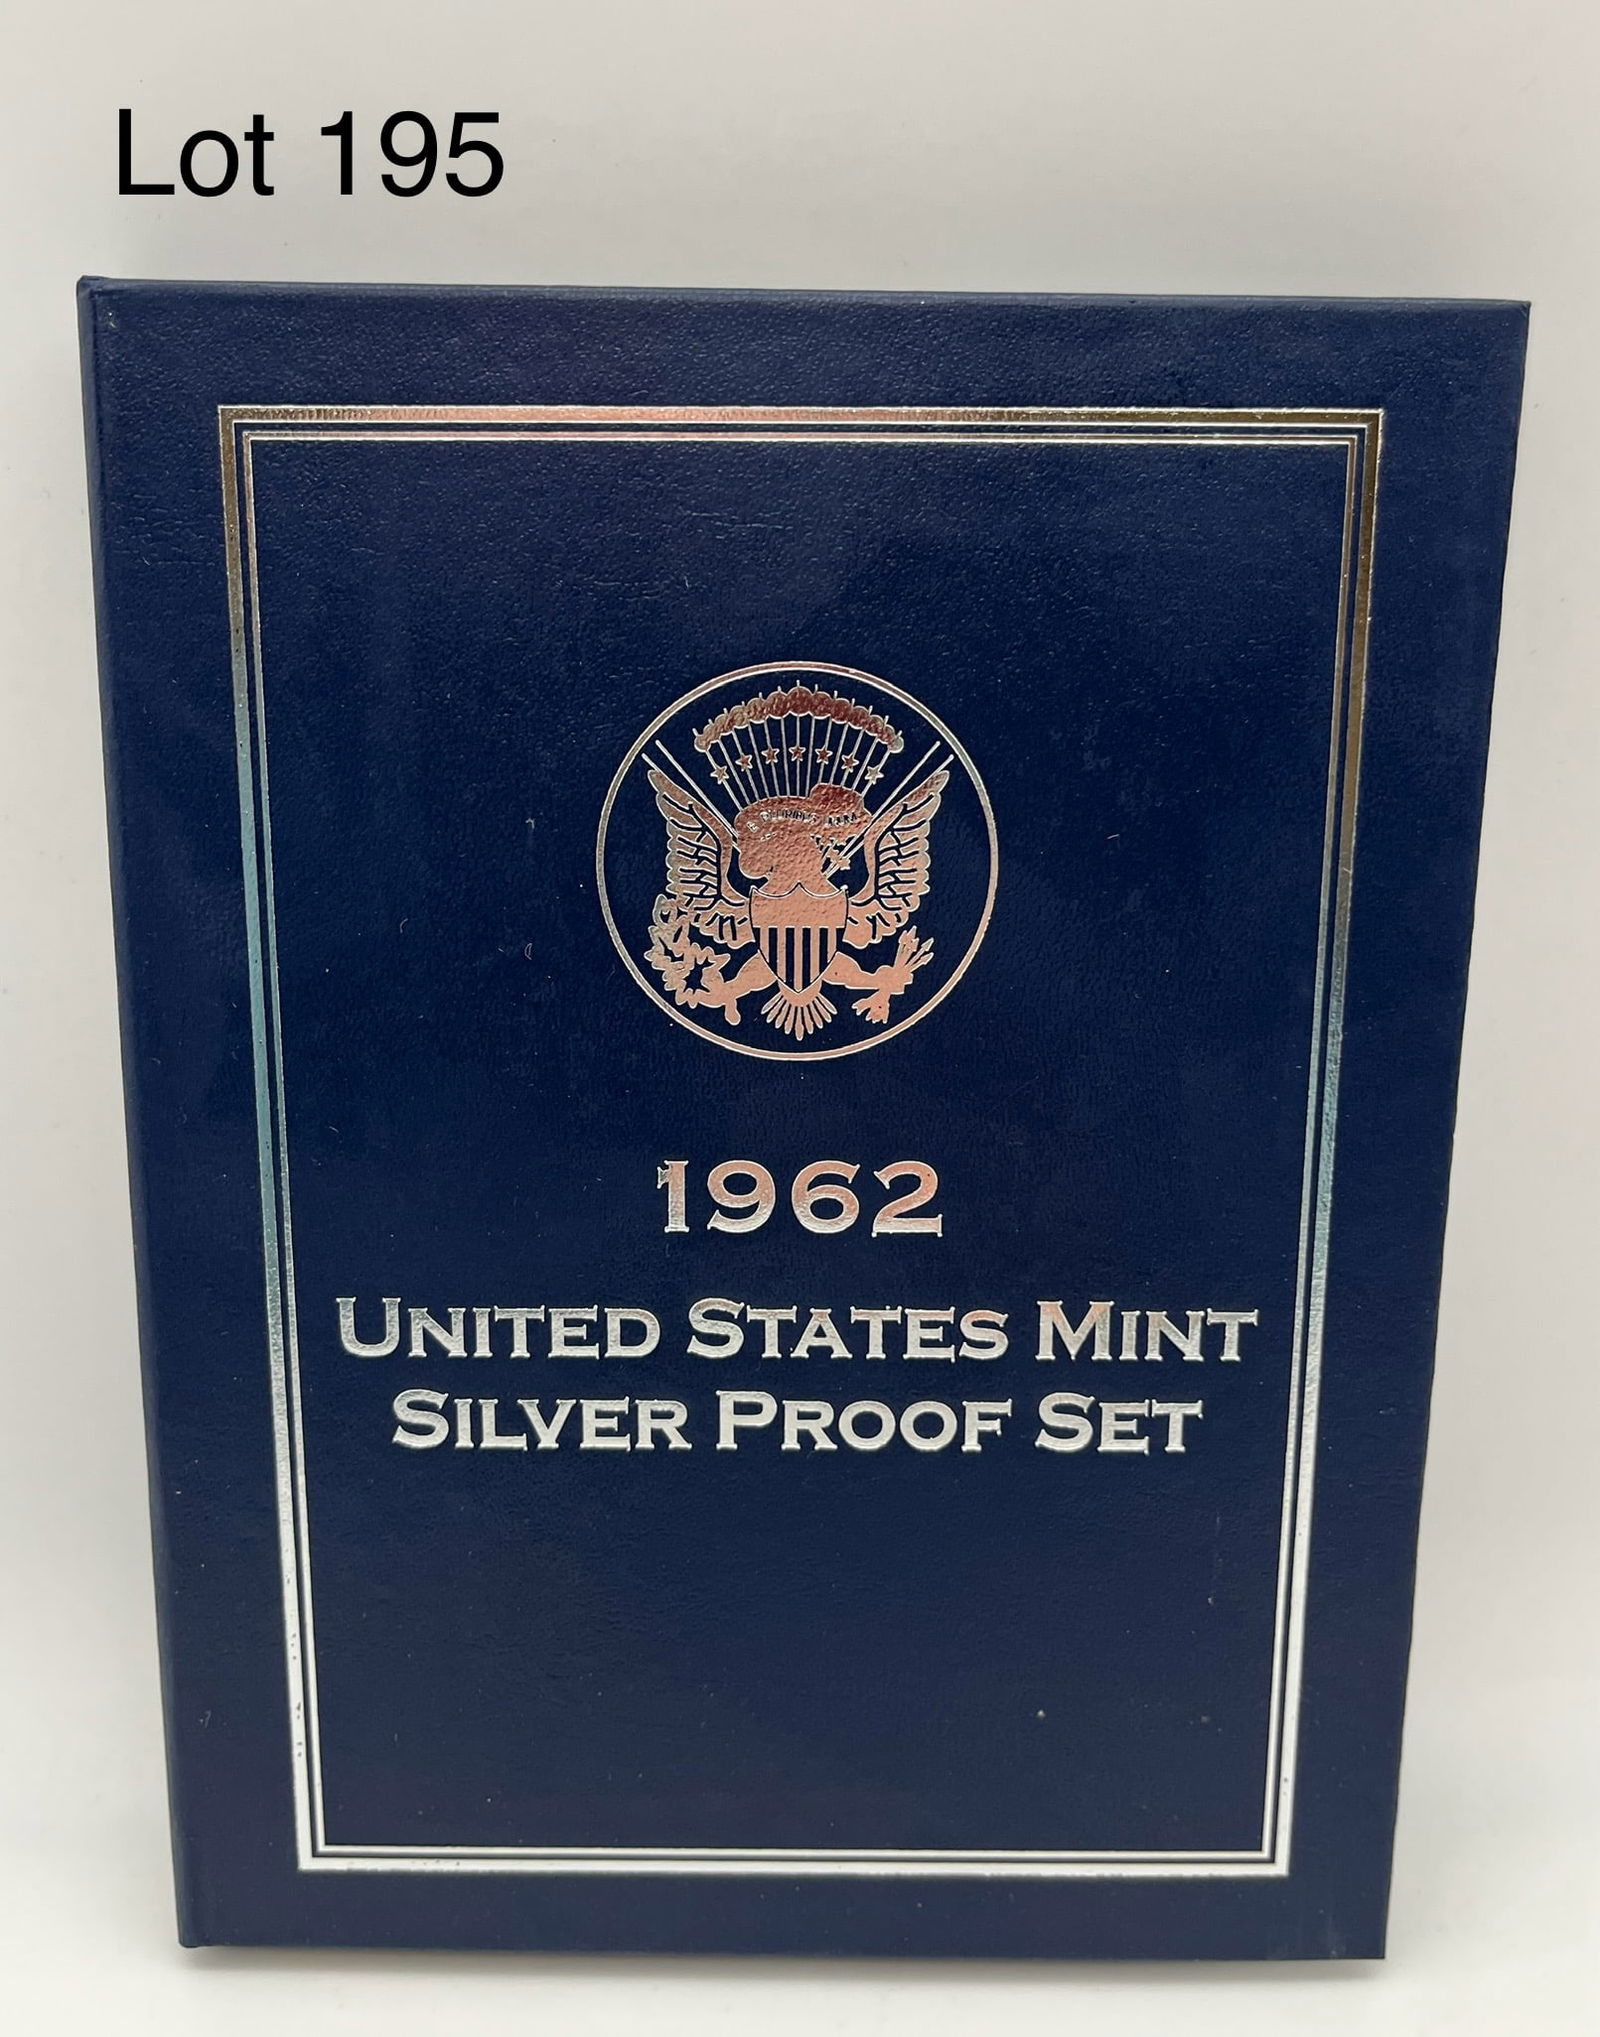 Lot 195
1962
UNITED STATES MINT
SILVER PROOF SET